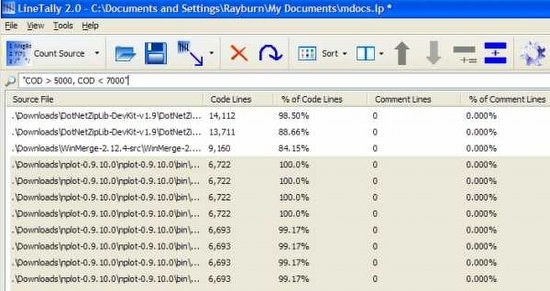 LineTally 2.0 - C:\Documents and Settings\Rayburn\My Documents\mdocs.lp *
File View Tools Help
Count Source Sort
"COD > 5000, COD < 7000"
Source File Code Lines % of Code Lines Comment Lines % of Comment Lines
.\Downloads\DotNetZipLib-DevKit-v1.9\DotNetZi... 14,112 98.50% 0 0.000%
.\Downloads\DotNetZipLib-DevKit-v1.9\DotNetZi... 13,711 88.66% 0 0.000%
.\Downloads\WinMerge-2.12.4-src\WinMerge-2.... 9,160 84.15% 0 0.000%
.\Downloads\nplot-0.9.10.0\nplot-0.9.10.0\bin\,... 6,722 100.0% 0 0.000%
.\Downloads\nplot-0.9.10.0\nplot-0.9.10.0\bin\,... 6,722 100.0% 0 0.000%
.\Downloads\nplot-0.9.10.0\nplot-0.9.10.0\bin\,... 6,722 100.0% 0 0.000%
.\Downloads\nplot-0.9.10.0\nplot-0.9.10.0\bin\,... 6,722 100.0% 0 0.000%
.\Downloads\nplot-0.9.10.0\nplot-0.9.10.0\bin\,... 6,693 99.17% 0 0.000%
.\Downloads\nplot-0.9.10.0\nplot-0.9.10.0\bin\,... 6,693 99.17% 0 0.000%
.\Downloads\nplot-0.9.10.0\nplot-0.9.10.0\bin\,... 6,693 99.17% 0 0.000%
.\Downloads\nplot-0.9.10.0\nplot-0.9.10.0\bin\,... 6,693 99.17% 0 0.000%